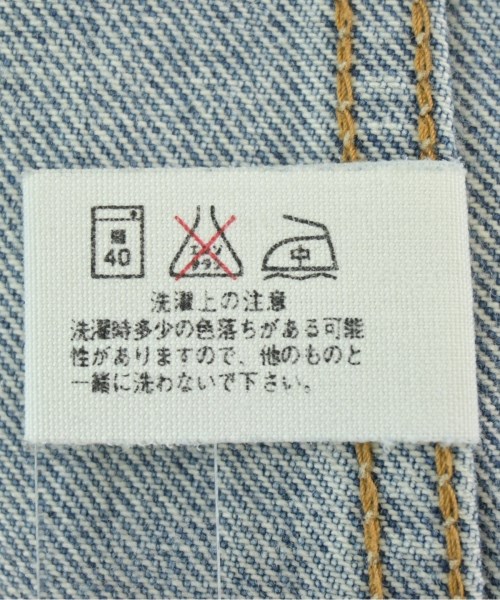 弱
40
エンソ
サラシ
中
洗濯上の注意
洗濯時多少の色落ちがある可能
性がありますので、他のものと
一緒に洗わないで下さい。